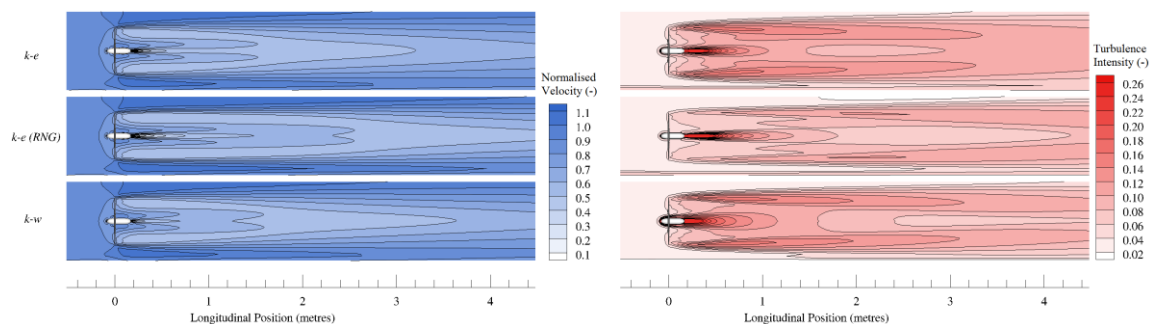 k-e
k-e (RNG)
k-w
Normalised
Velocity (-)
1.1
1.0
0.9
0.8
0.7
0.6
0.5
0.4
0.3
0.2
0.1
0 1 2 3 4
Longitudinal Position (metres)
Turbulence
Intensity (-)
0.26
0.24
0.22
0.20
0.18
0.16
0.14
0.12
0.10
0.08
0.06
0.04
0.02
0 1 2 3 4
Longitudinal Position (metres)